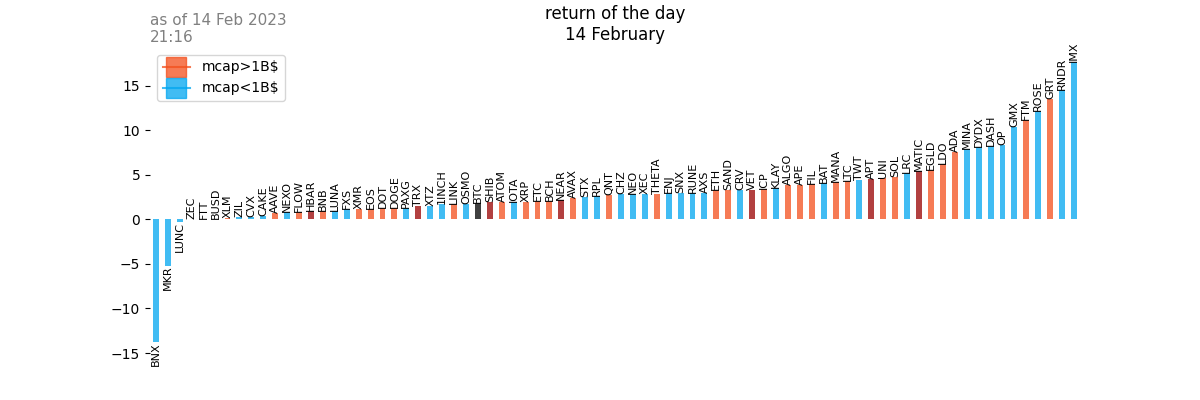 as of 14 Feb 2023
21:16
return of the day
14 February
mcap>1B$
mcap<1B$
15
10
5
0
−5
−10
−15
BNX
MKR
LUNC
ZEC
FTT
BUSD
XLM
ZIL
CVX
CAKE
AAVE
NEXO
FLOW
HBAR
BNB
LUNA
FXS
XMR
EOS
DOT
DOGE
PAXG
TRX
XTZ
1INCH
LINK
OSMO
BTC
SHIB
ATOM
IOTA
XRP
ETC
BCH
NEAR
AVAX
STX
RPL
QNT
CHZ
NEO
XEC
THETA
ENJ
SNX
RUNE
AXS
ETH
SAND
CRV
VET
ICP
KLAY
ALGO
APE
FIL
BAT
MANA
LTC
TWT
APT
UNI
SOL
LRC
MATIC
EGLD
LDO
ADA
MINA
DYDX
DASH
OP
GMX
FTM
ROSE
GRT
RNDR
IMX